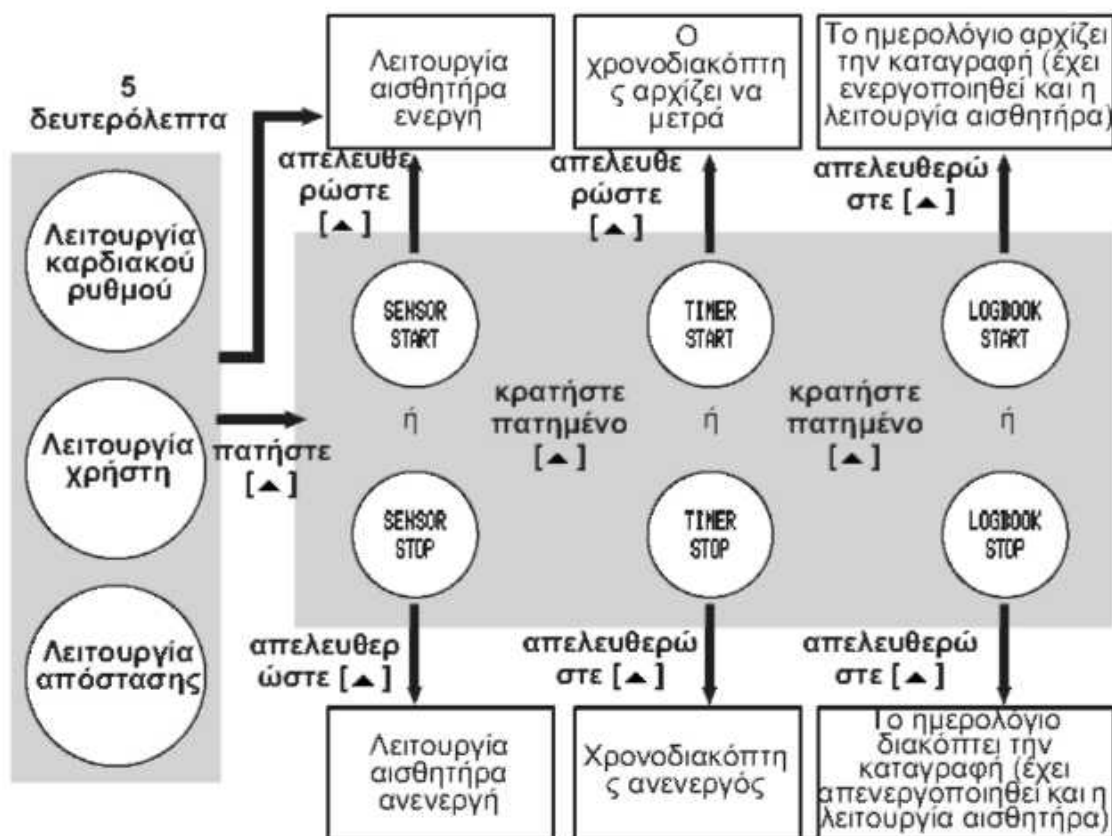 5
δευτερόλεπτα
Λειτουργία
καρδιακού
ρυθμού
Λειτουργία
χρήστη
Λειτουργία
απόστασης
πατήστε
[▲]
Λειτουργία
αισθητήρα
ενεργή
Ο
χρονοδιακόπτη
ς αρχίζει να
μετρά
Το ημερολόγιο αρχίζει
την καταγραφή (έχει
ενεργοποιηθεί και η
λειτουργία αισθητήρα)
απελευθε
ρώστε
[▲]
απελευθε
ρώστε
[▲]
απελευθερώ
στε [▲]
SENSOR
START
TIMER
START
LOGBOOK
START
ή
κρατήστε
πατημένο
[▲]
ή
κρατήστε
πατημένο
[▲]
ή
SENSOR
STOP
TIMER
STOP
LOGBOOK
STOP
απελευθερ
ώστε [▲]
απελευθερώ
στε [▲]
απελευθερώ
στε [▲]
Λειτουργία
αισθητήρα
ανενεργή
Χρονοδιακόπτη
ς ανενεργός
Το ημερολόγιο
διακόπτει την
καταγραφή (έχει
απενεργοποιηθεί και η
λειτουργία αισθητήρα)